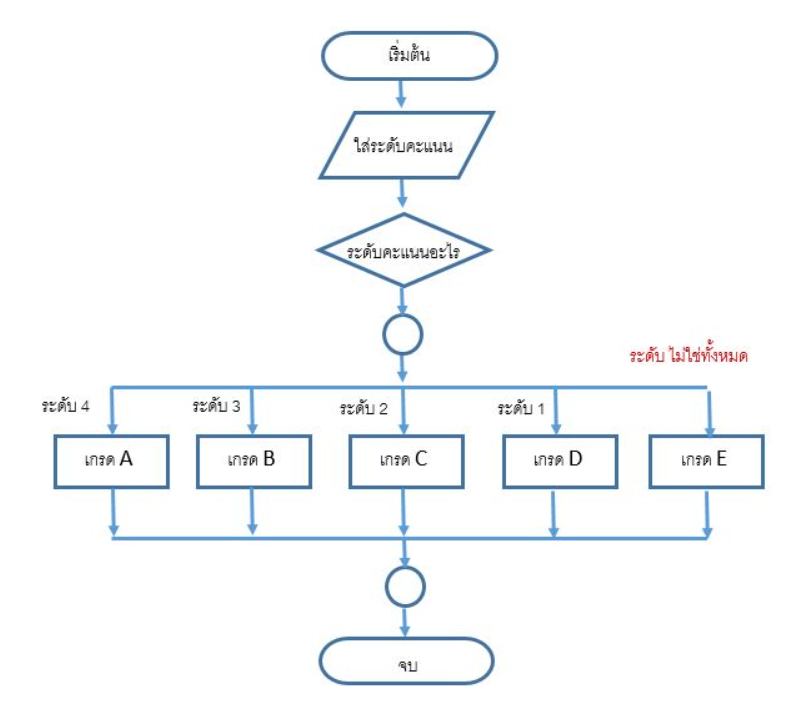 เริ่มต้น
ใส่ระดับคะแนน
ระดับคะแนนอะไร
ระดับ ไม่ใช่ทั้งหมด
ระดับ 4
ระดับ 3
ระดับ 2
ระดับ 1
เกรด A
เกรด B
เกรด C
เกรด D
เกรด E
จบ